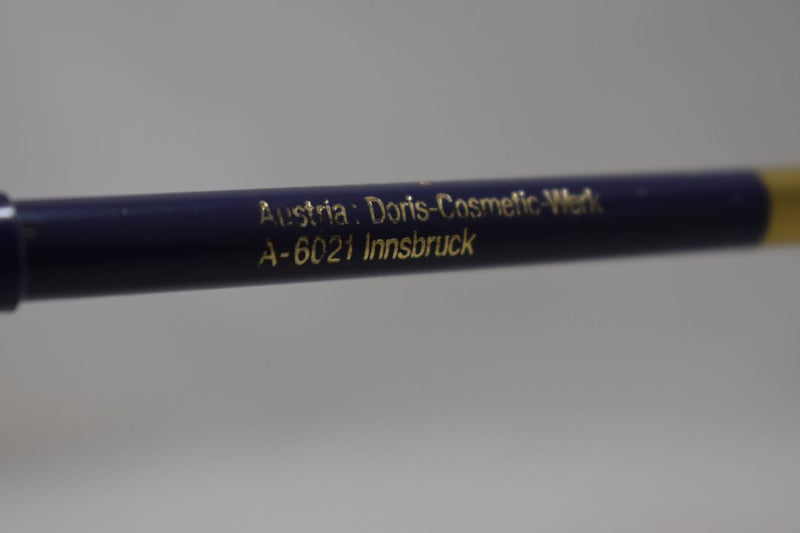 Austria: Doris-Cosmetic-Werk
A-6021 Innsbruck